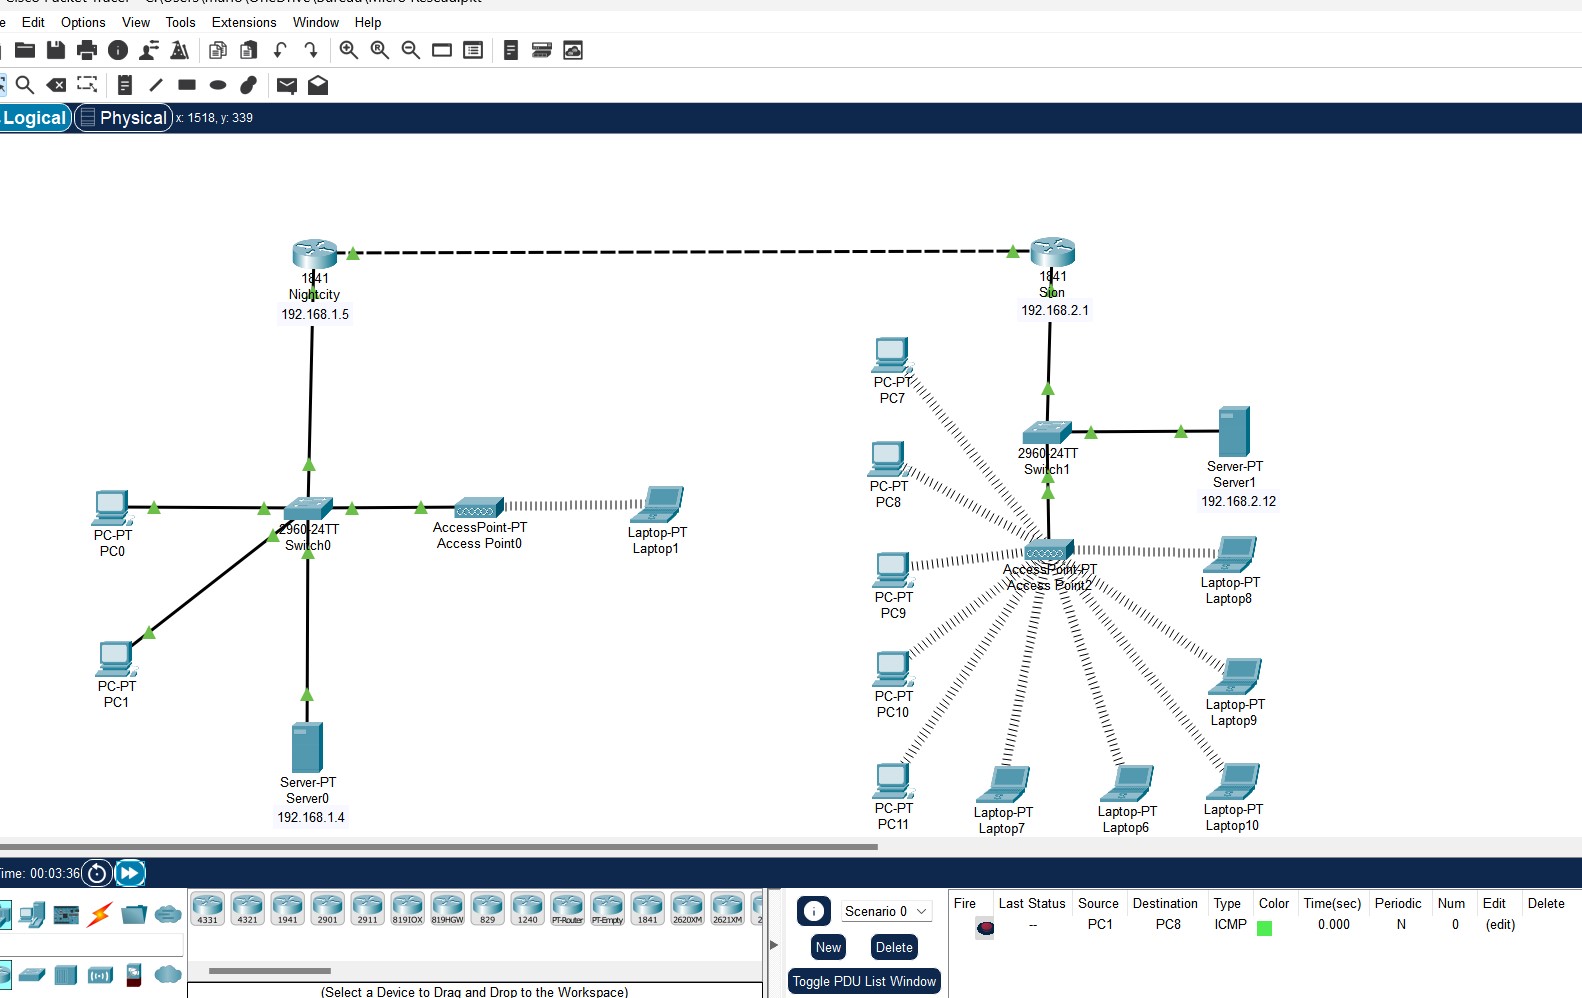 Edit Options View Tools Extensions Window Help
Logical Physical x: 1518, y: 339
1841
Nightcity
192.168.1.5
1841
Sion
192.168.2.1
PC-PT
PC7
PC-PT
PC8
2960-24TT
Switch1
Server-PT
Server1
192.168.2.12
PC-PT
PC0
2960-24TT
Switch0
AccessPoint-PT
Access Point0
Laptop-PT
Laptop1
PC-PT
PC9
AccessPoint-PT
Access Point2
Laptop-PT
Laptop8
PC-PT
PC1
PC-PT
PC10
Laptop-PT
Laptop9
Server-PT
Server0
192.168.1.4
PC-PT
PC11
Laptop-PT
Laptop7
Laptop-PT
Laptop6
Laptop-PT
Laptop10
Time: 00:03:36
4331 4321 1941 2901 2911 819IOX 819HGW 829 1240 PT-Router PT-Empty 1841 2620XM 2621XM
(Select a Device to Drag and Drop to the Workspace)
Scenario 0
New Delete
Toggle PDU List Window
Fire Last Status Source Destination Type Color Time(sec) Periodic Num Edit Delete
-- PC1 PC8 ICMP 0.000 N 0 (edit)